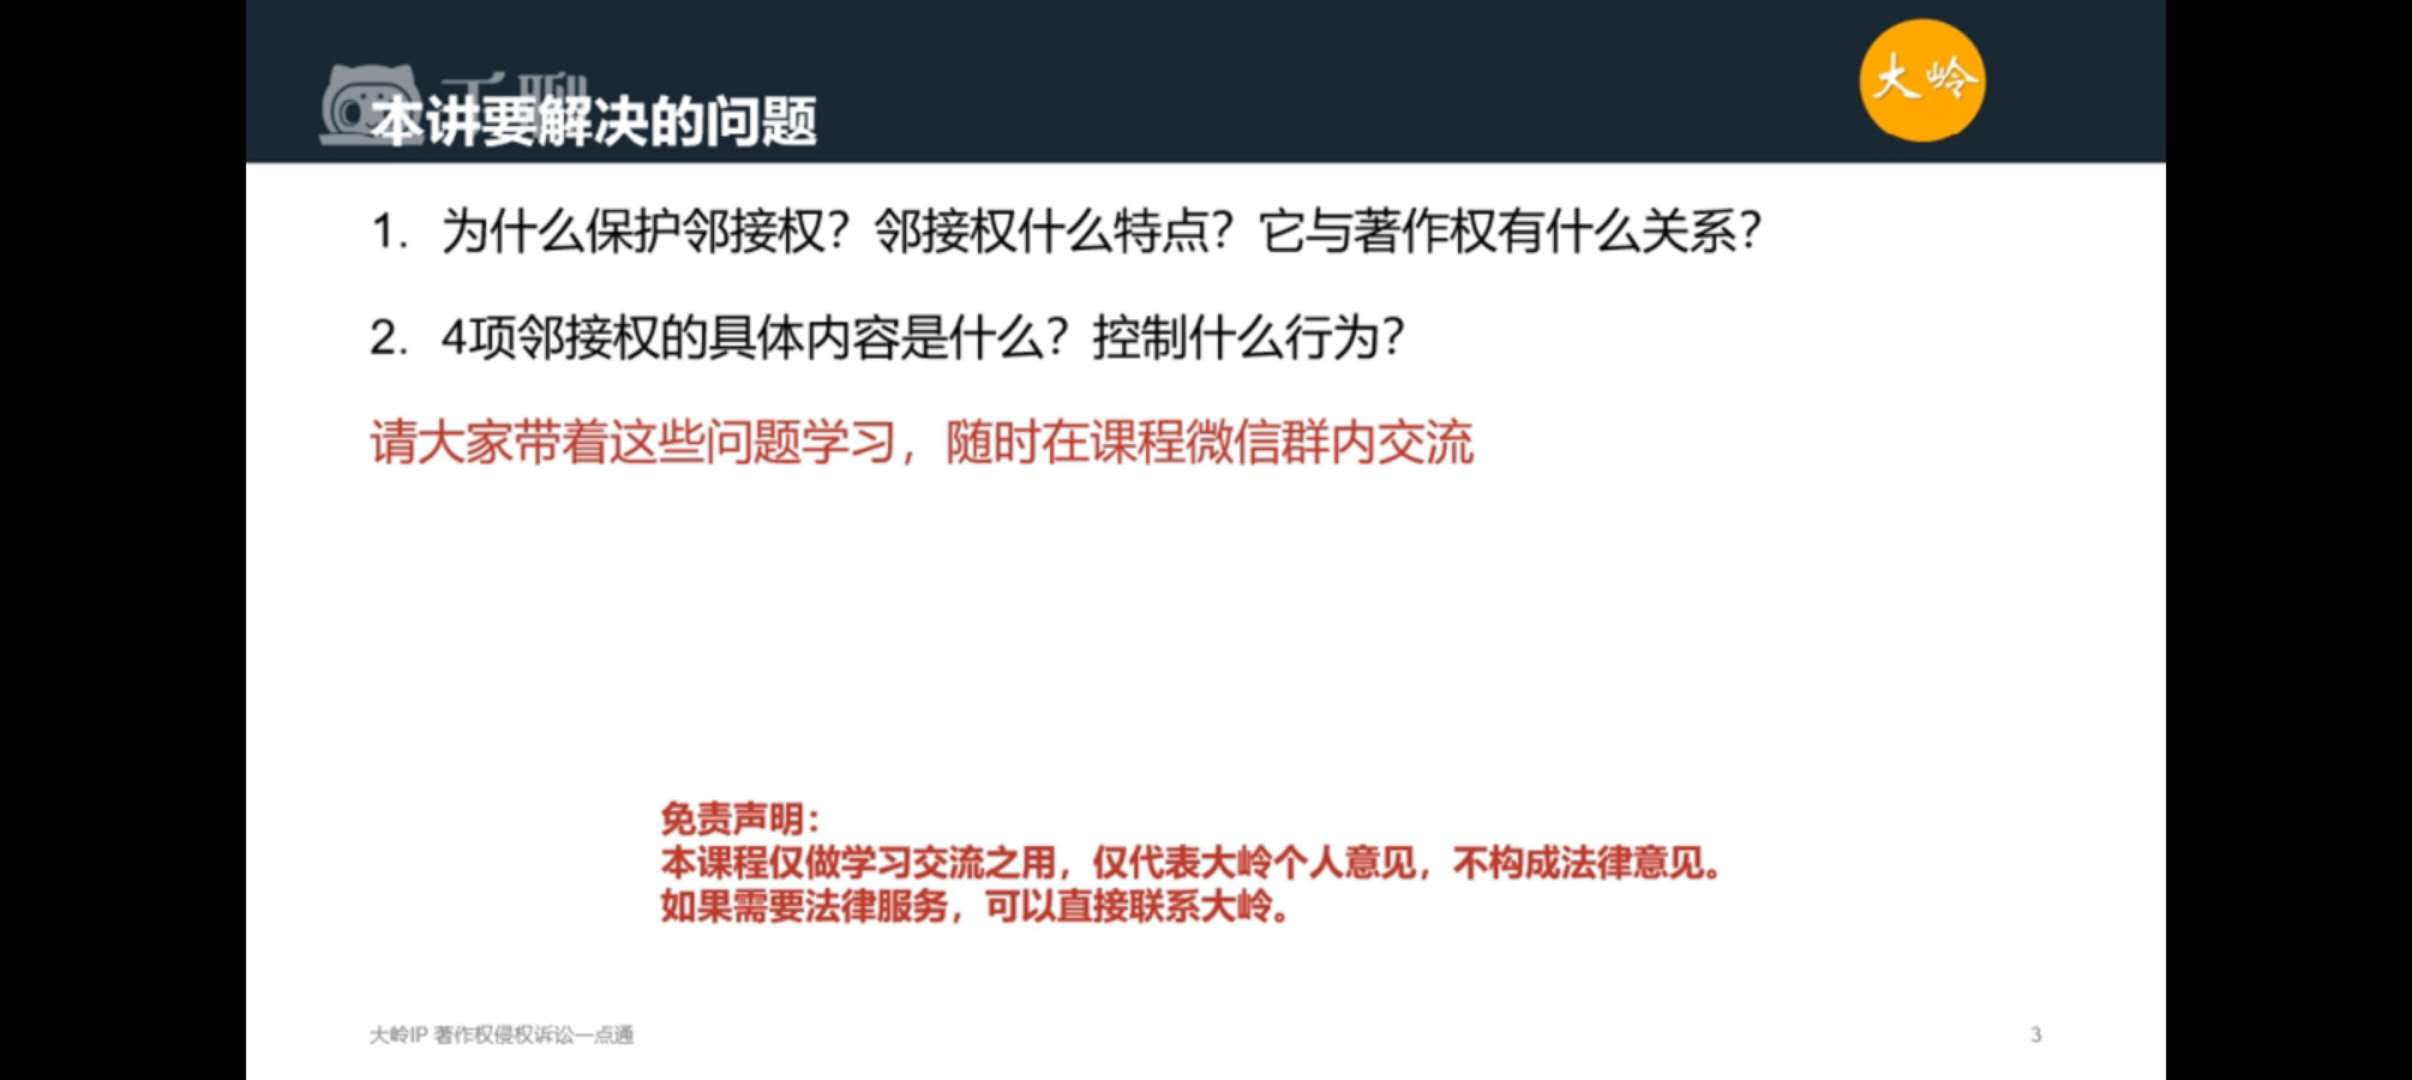 千聊
本讲要解决的问题
大岭
1. 为什么保护邻接权？邻接权什么特点？它与著作权有什么关系？
2. 4项邻接权的具体内容是什么？控制什么行为？
请大家带着这些问题学习，随时在课程微信群内交流
免责声明：
本课程仅做学习交流之用，仅代表大岭个人意见，不构成法律意见。
如果需要法律服务，可以直接联系大岭。
大岭IP 著作权侵权诉讼一点通
3